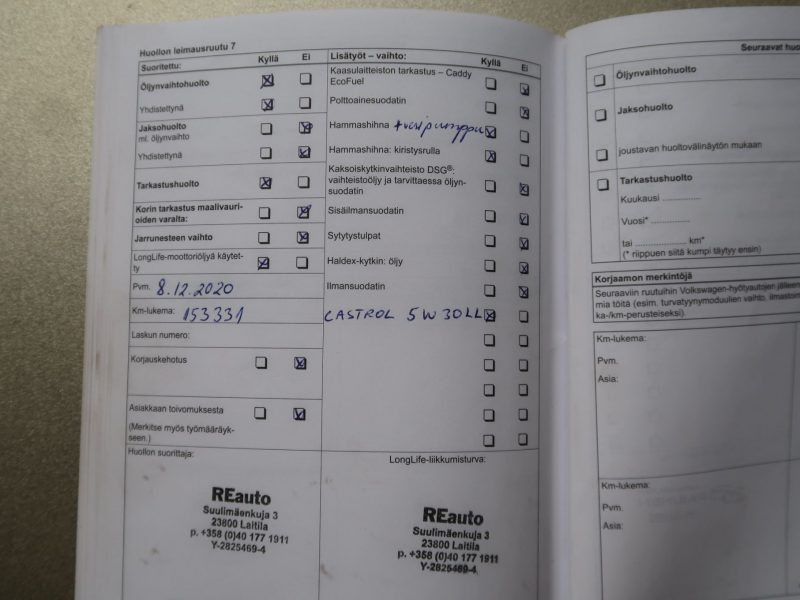 Huollon leimausruutu 7
Suoritettu: Kyllä Ei
Öljynvaihtohuolto
Yhdistettynä
Jaksohuolto
ml. öljynvaihto
Yhdistettynä
Tarkastushuolto
Korin tarkastus maalivauri-
oiden varalta:
Jarrunesteen vaihto
LongLife-moottoriöljyä käytet-
ty
Pvm. 8.12.2020
Km-lukema: 153331
Laskun numero:
Korjauskehotus
Asiakkaan toivomuksesta
(Merkitse myös työmääräyk-
seen.)
Huollon suorittaja:
REauto
Suulimäenkuja 3
23800 Laitila
p. +358 (0)40 177 1911
Y-2825469-4
Lisätyöt – vaihto: Kyllä Ei
Kaasulaitteiston tarkastus – Caddy
EcoFuel
Polttoainesuodatin
Hammashihna + vesipumppu
Hammashihna: kiristysrulla
Kaksoiskytkinvaihteisto DSG®:
vaihteistoöljy ja tarvittaessa öljyn-
suodatin
Sisäilmansuodatin
Sytytystulpat
Haldex-kytkin: öljy
Ilmansuodatin
CASTROL 5W30LL
LongLife-liikkumisturva:
REauto
Suulimäenkuja 3
23800 Laitila
p. +358 (0)40 177 1911
Y-2825469-4
Seuraavat huo
Öljynvaihtohuolto
Jaksohuolto
joustavan huoltovälinäytön mukaan
Tarkastushuolto
Kuukausi ..............
Vuosi* ..............
tai .................... km*
(* riippuen siitä kumpi täytyy ensin)
Korjaamon merkintöjä
Seuraaviin ruutuihin Volkswagen-hyötyautojen jälleen
mia töitä (esim. turvatyynymoduulien vaihto, ilmastoin
ka-/km-perusteiseksi).
Km-lukema:
Pvm.
Asia:
Km-lukema:
Pvm.
Asia: